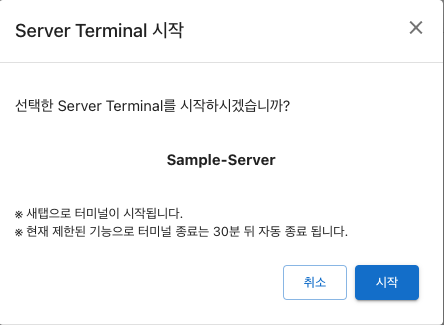 Server Terminal 시작
선택한 Server Terminal를 시작하시겠습니까?
Sample-Server
※ 새탭으로 터미널이 시작됩니다.
※ 현재 제한된 기능으로 터미널 종료는 30분 뒤 자동 종료 됩니다.
취소
시작